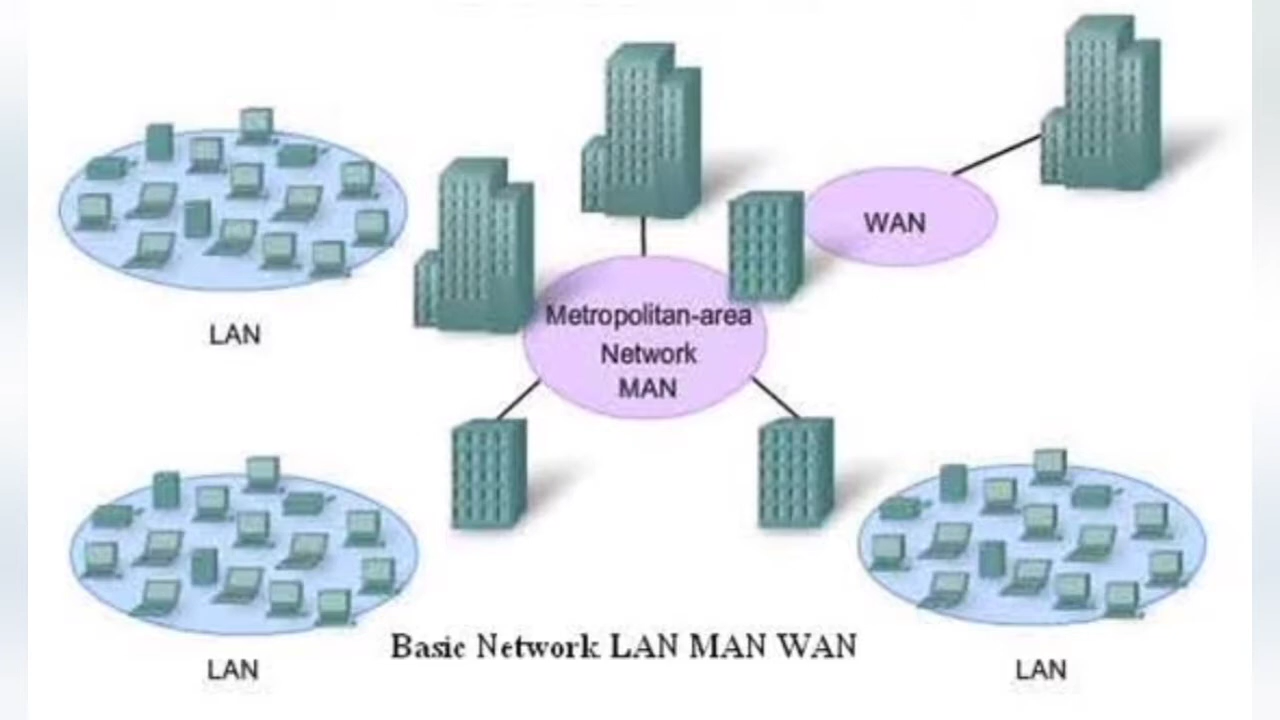 WAN
LAN
Metropolitan-area
Network
MAN
Basic Network LAN MAN WAN
LAN
LAN